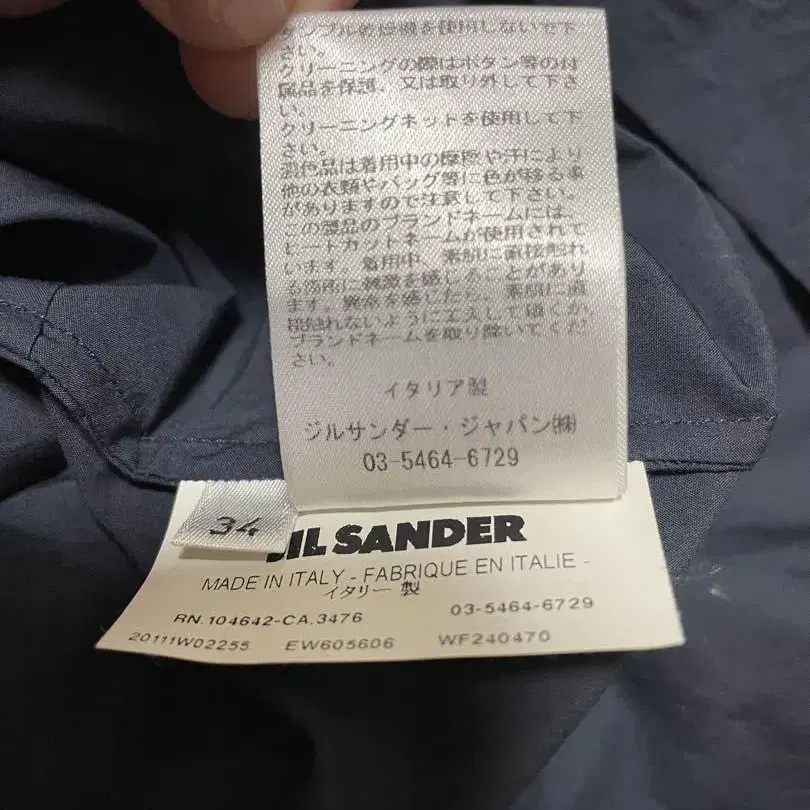 タンブル乾燥機を使用しないで下
さい。
クリーニングの際はボタン等の付
属品を保護、又は取り外して下さ
い。
クリーニングネットを使用して下
さい。
濃色品は着用中の摩擦や汗により
他の衣類やバッグ等に色が移る事
がありますので注意して下さい。
この製品のブランドネームには、
ヒートカットネームが使用されて
います。着用中、素肌に直接触れ
る為肌に刺激を感じることがあり
ます。異常を感じたら、素肌に直
接触れないように工夫して頂くか
ブランドネームを取り除いてくだ
さい。
イタリア製
ジルサンダー・ジャパン㈱
03-5464-6729
34
JIL SANDER
MADE IN ITALY - FABRIQUE EN ITALIE -
イタリー 製
RN.104642-CA.3476 03-5464-6729
20111W02255 EW605606 WF240470